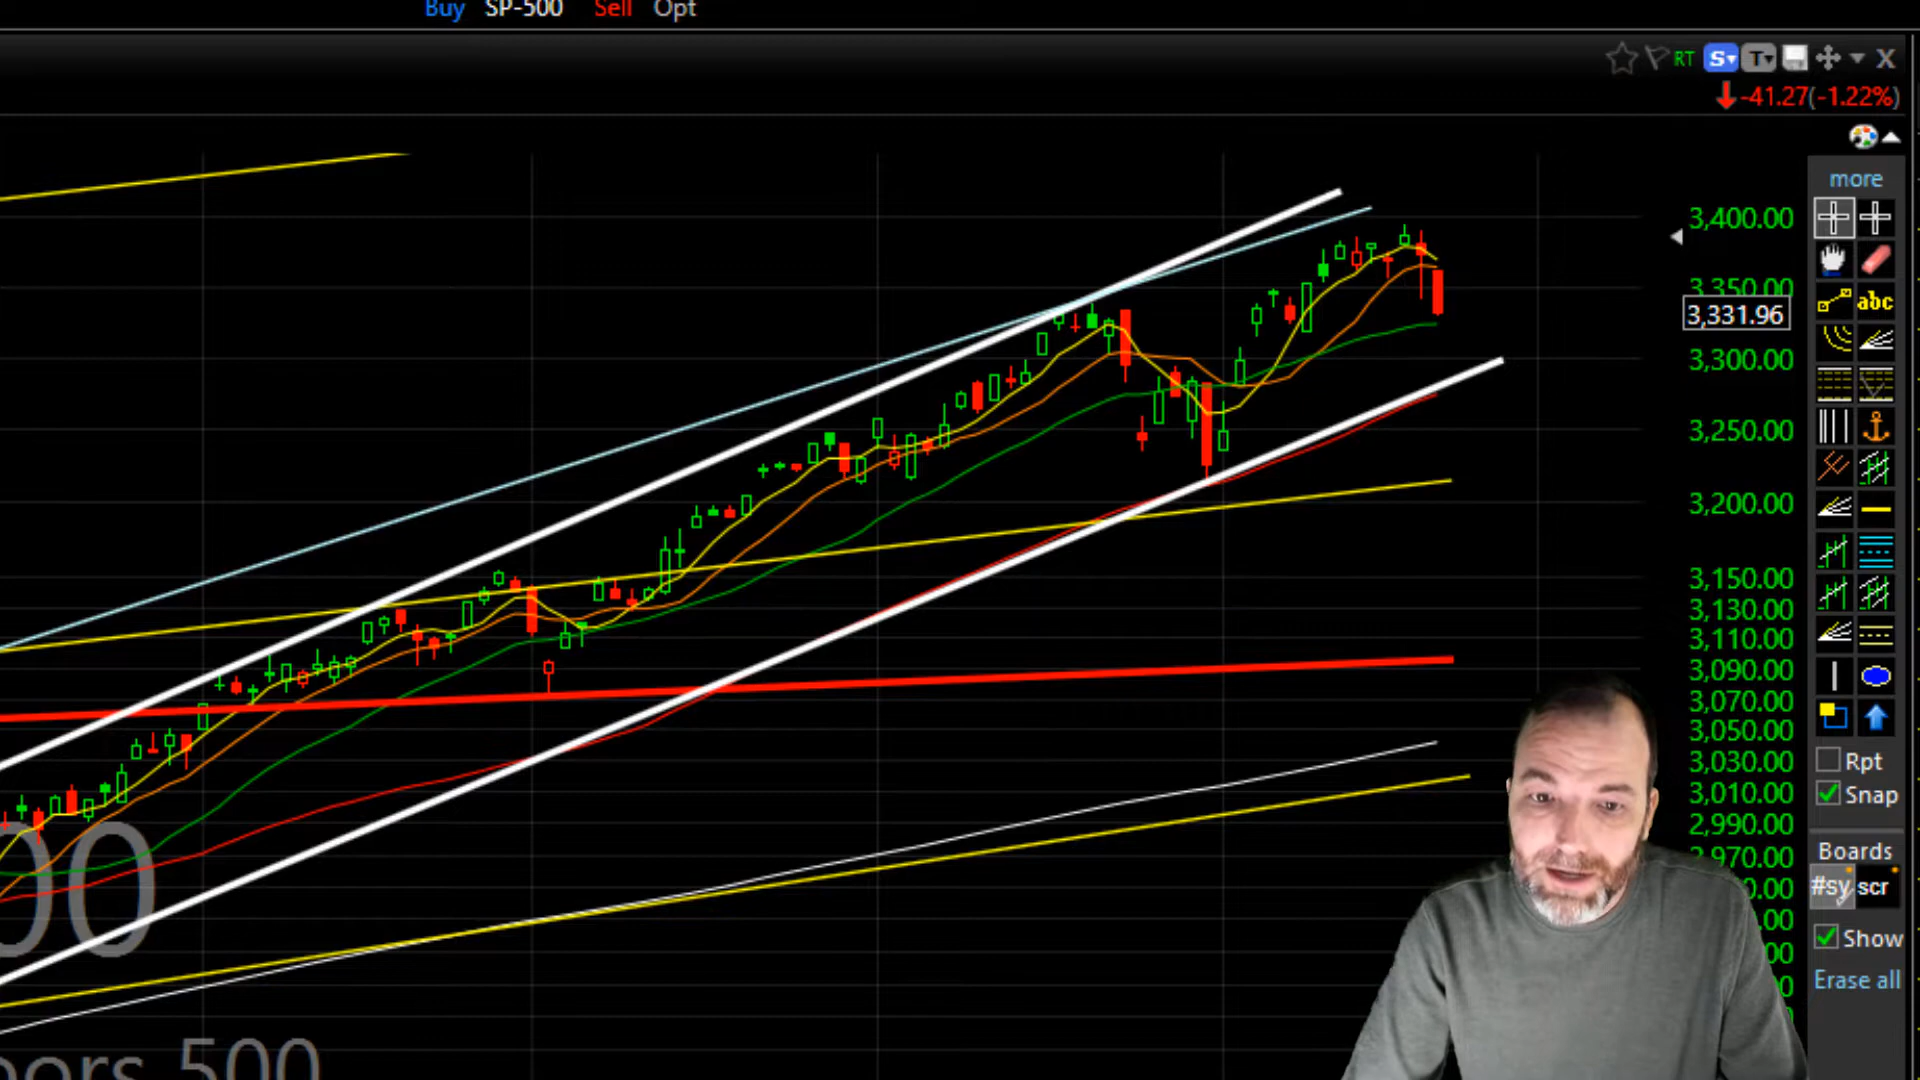 Buy SP-500 Sell Opt
RT S T X
-41.27(-1.22%)
more
3,400.00
3,350.00
3,331.96
abc
3,300.00
3,250.00
3,200.00
3,150.00
3,130.00
3,110.00
3,090.00
3,070.00
3,050.00
3,030.00
3,010.00
2,990.00
Rpt
Snap
Boards
#sy scr
Show
Erase all
00
500